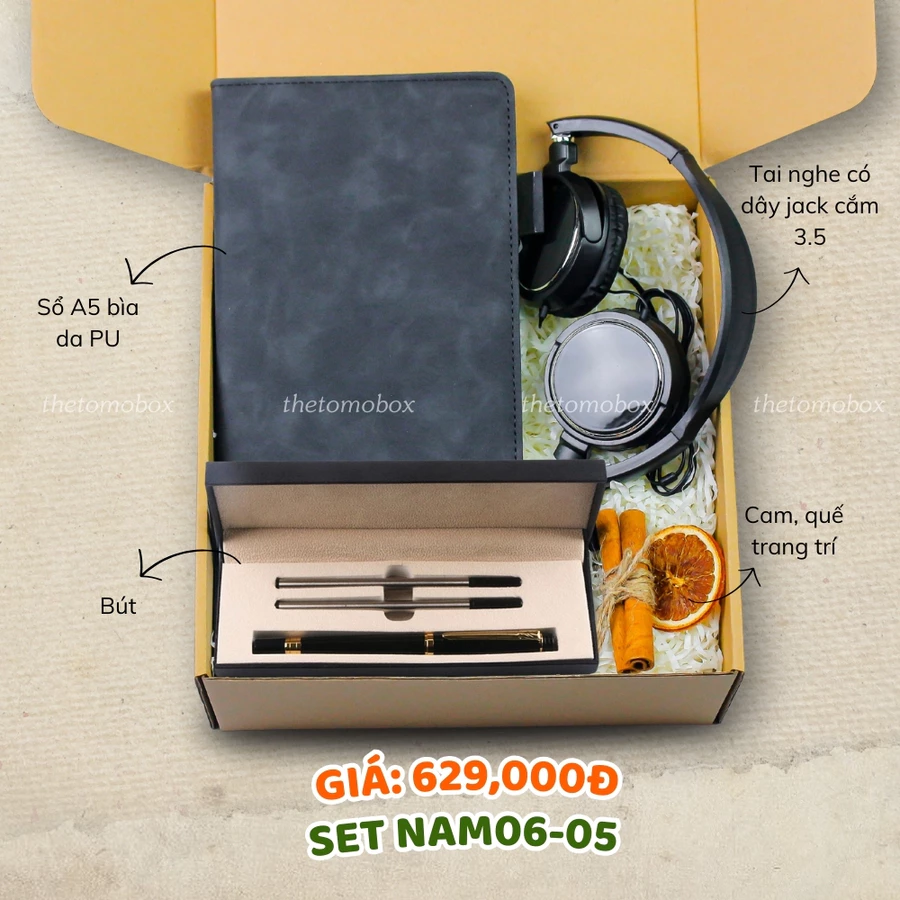 Tai nghe có
dây jack cắm
3.5
Sổ A5 bìa
da PU
thetomobox
thetomobox
thetomobox
thetomobox
Cam, quế
trang trí
Bút
GIÁ: 629,000Đ
SET NAM06-05